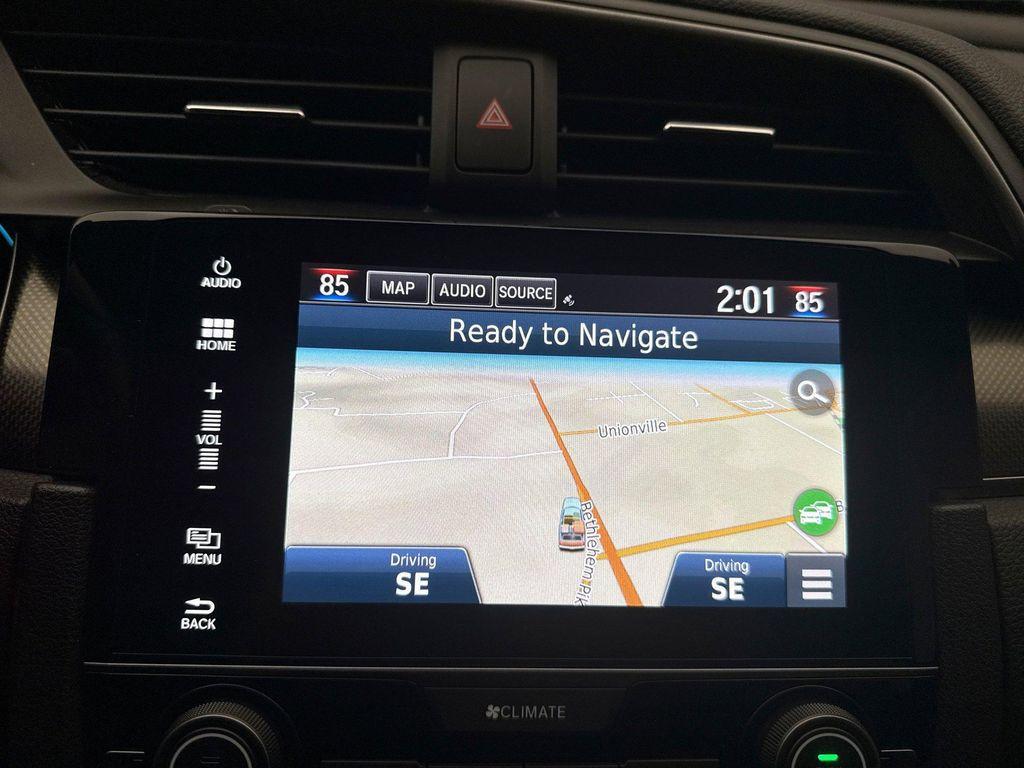 AUDIO
HOME
+
VOL
–
MENU
BACK
85 MAP AUDIO SOURCE 2:01 85
Ready to Navigate
Unionville
Bethlehem Pik
B
Driving
SE
Driving
SE
CLIMATE